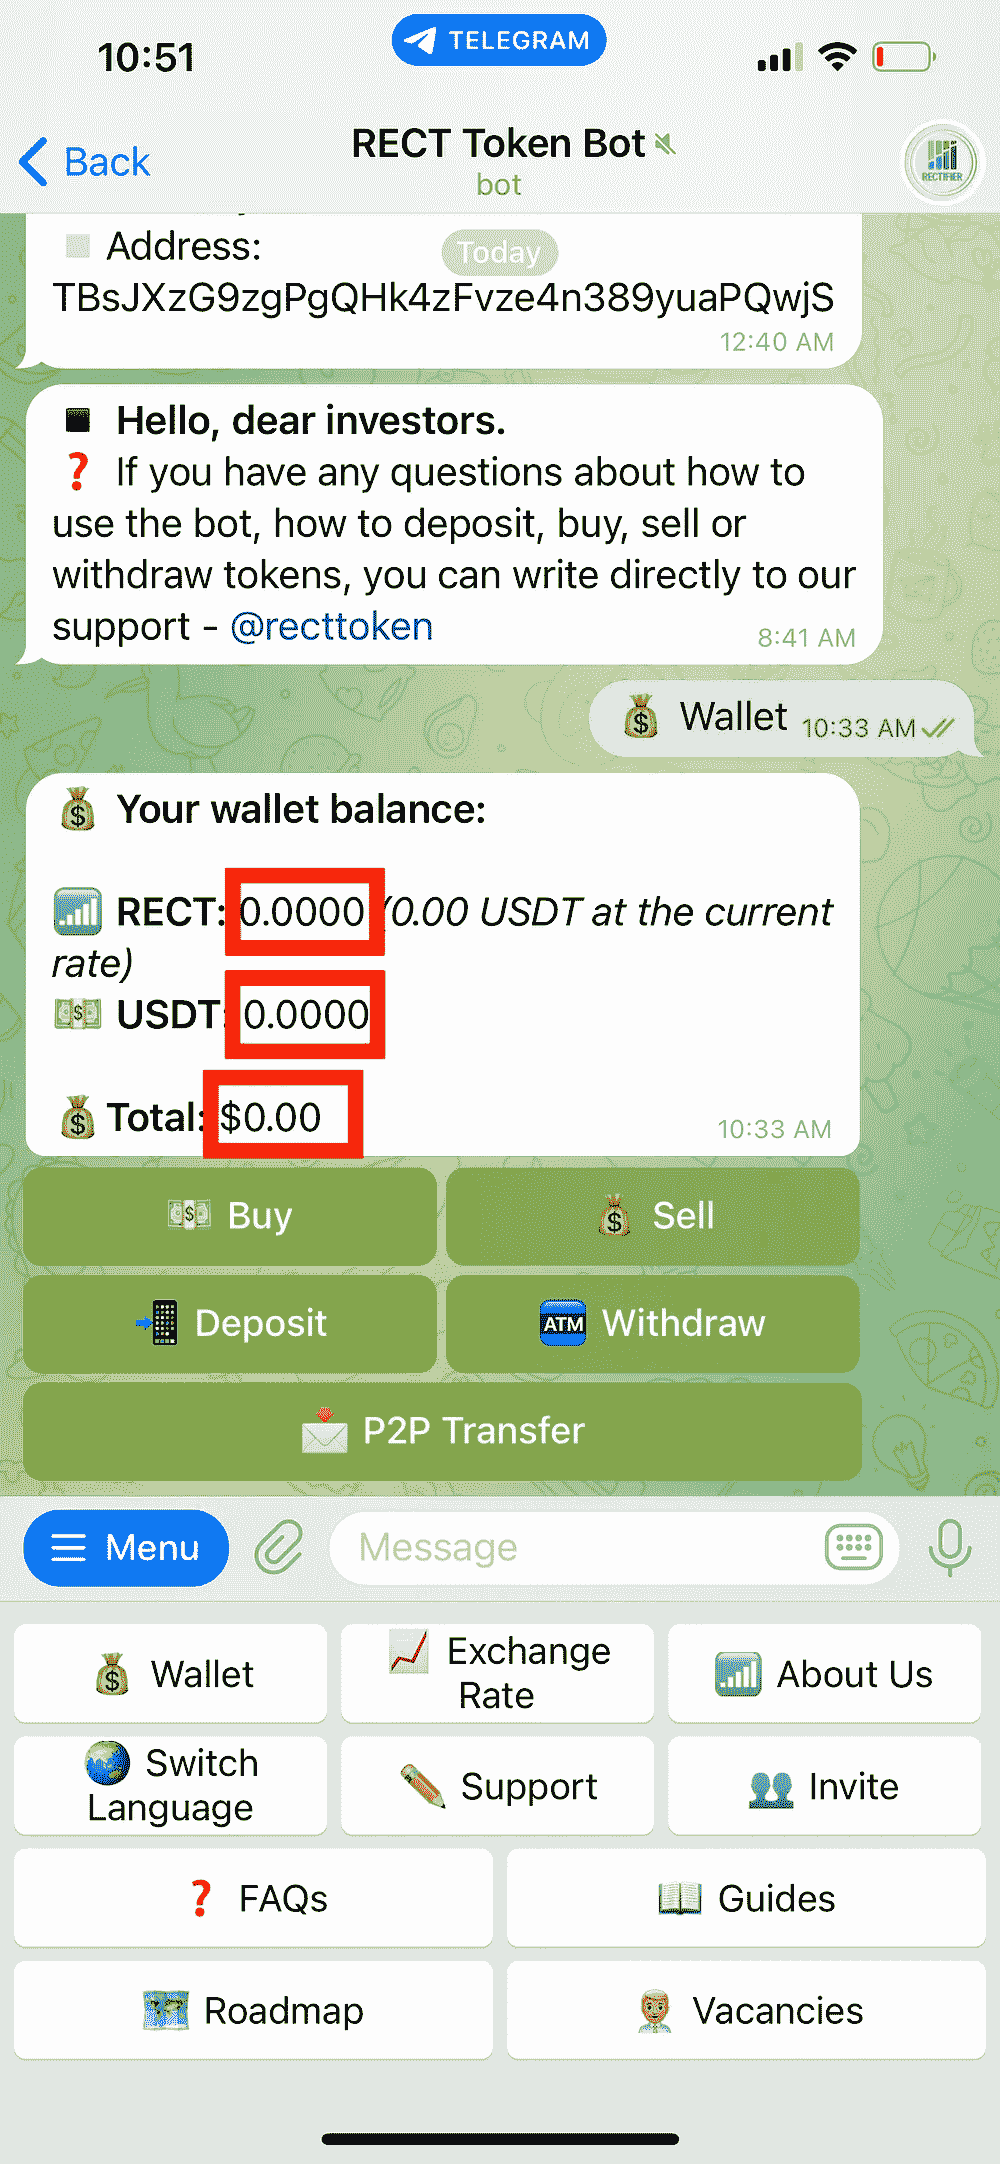 10:51
TELEGRAM
Back
RECT Token Bot
bot
RECTIFIER
Address:
Today
TBsJXzG9zgPgQHk4zFvze4n389yuaPQwjS
12:40 AM
Hello, dear investors.
❓ If you have any questions about how to
use the bot, how to deposit, buy, sell or
withdraw tokens, you can write directly to our
support - @recttoken
8:41 AM
Wallet 10:33 AM
Your wallet balance:
RECT: 0.0000 (0.00 USDT at the current
rate)
USDT: 0.0000
Total: $0.00
10:33 AM
Buy
Sell
Deposit
ATM Withdraw
P2P Transfer
Menu
Message
Wallet
Exchange
Rate
About Us
Switch
Language
Support
Invite
❓ FAQs
Guides
Roadmap
Vacancies